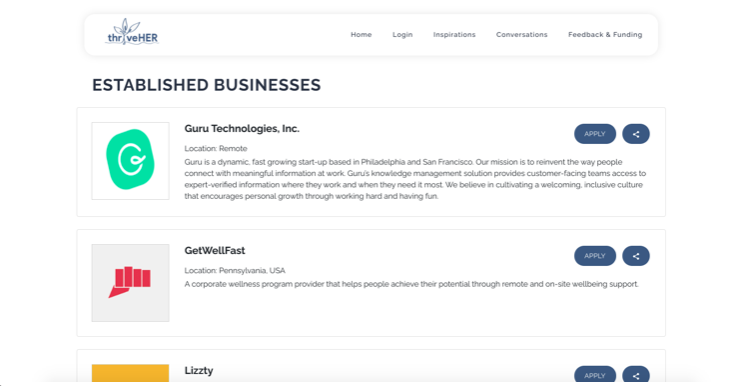 thriveHER
Home Login Inspirations Conversations Feedback & Funding
ESTABLISHED BUSINESSES
Guru Technologies, Inc.
APPLY
Location: Remote
Guru is a dynamic, fast growing start-up based in Philadelphia and San Francisco. Our mission is to reinvent the way people
connect with meaningful information at work. Guru's knowledge management solution provides customer-facing teams access to
expert-verified information where they work and when they need it most. We believe in cultivating a welcoming, inclusive culture
that encourages personal growth through working hard and having fun.
GetWellFast
APPLY
Location: Pennsylvania, USA
A corporate wellness program provider that helps people achieve their potential through remote and on-site wellbeing support.
Lizzty
APPLY